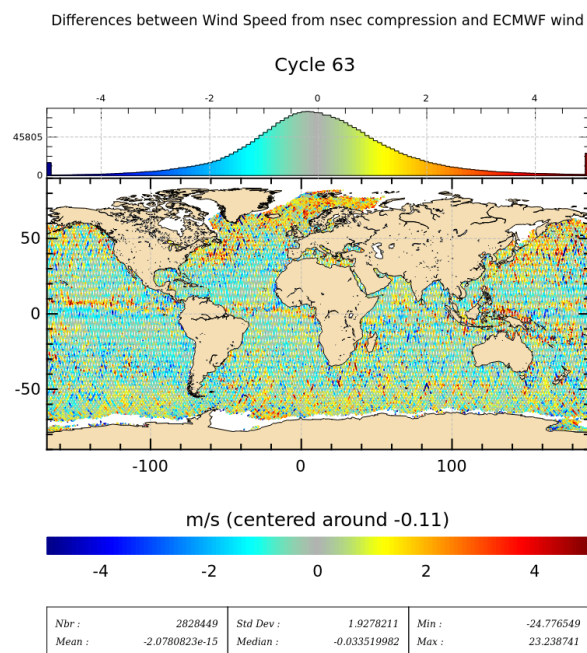 Differences between Wind Speed from nsec compression and ECMWF wind
Cycle 63
-4 -2 0 2 4
45805
0
50
0
-50
-100 0 100
m/s (centered around -0.11)
-4 -2 0 2 4
Nbr : 2828449 Std Dev : 1.9278211 Min : -24.776549
Mean : -2.0780823e-15 Median : -0.033519982 Max : 23.238741